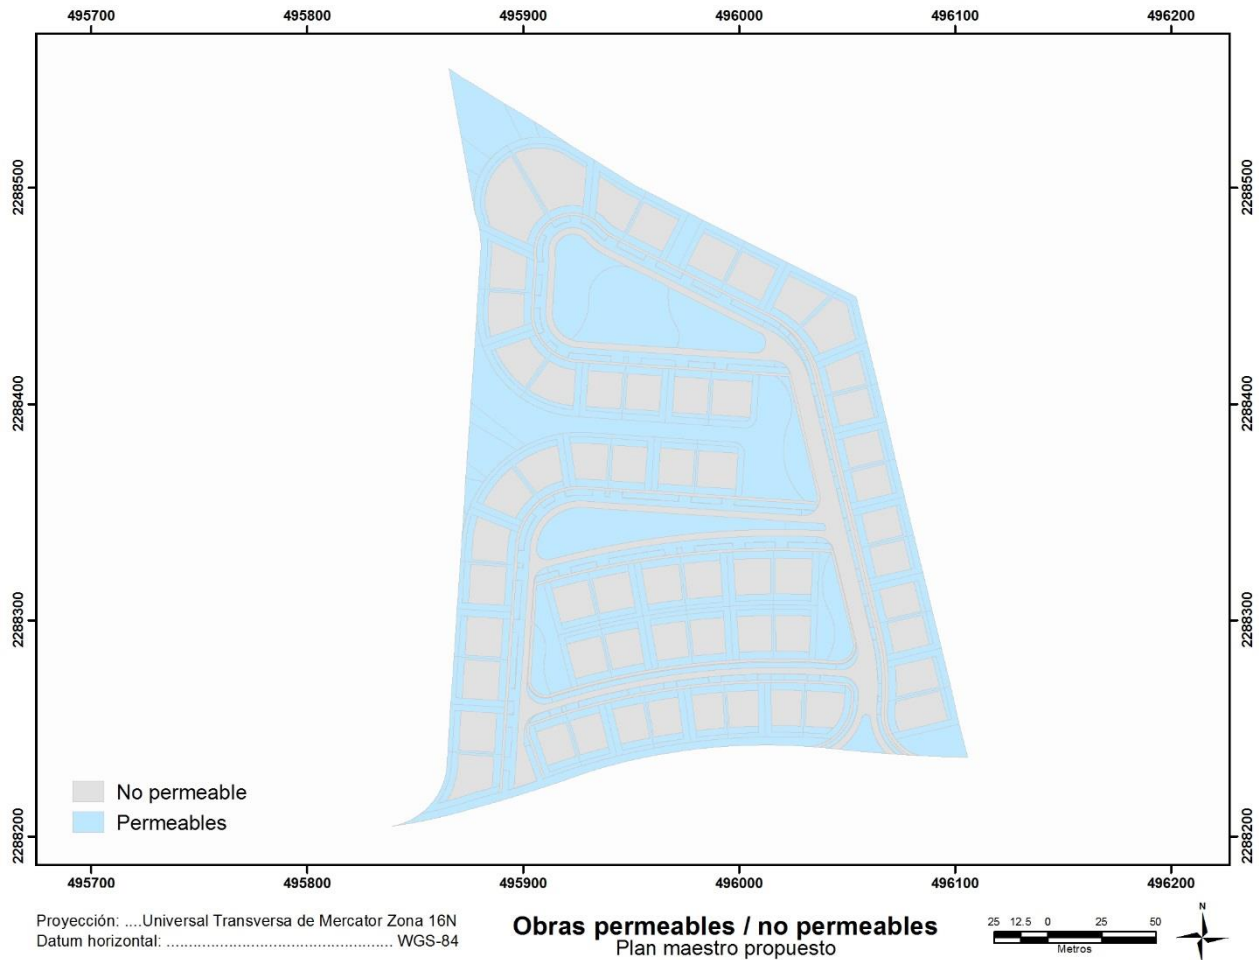 495700 495800 495900 496000 496100 496200
2288500 2288500
2288400 2288400
2288300 2288300
No permeable
Permeables
2288200 2288200
495700 495800 495900 496000 496100 496200
Proyección: ....Universal Transversa de Mercator Zona 16N
Datum horizontal: ............................................ WGS-84
Obras permeables / no permeables
Plan maestro propuesto
25 12.5 0 25 50
Metros
N